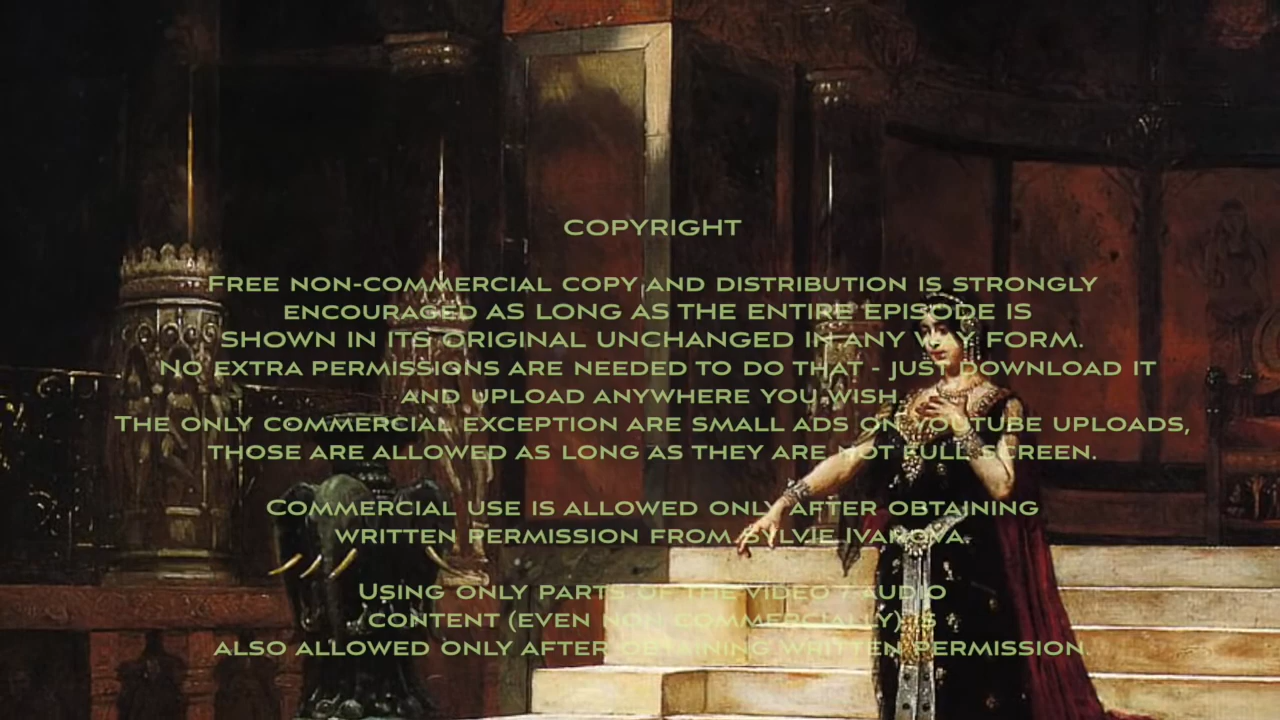 COPYRIGHT
FREE NON-COMMERCIAL COPY AND DISTRIBUTION IS STRONGLY
ENCOURAGED AS LONG AS THE ENTIRE EPISODE IS
SHOWN IN ITS ORIGINAL UNCHANGED IN ANY WAY FORM.
NO EXTRA PERMISSIONS ARE NEEDED TO DO THAT - JUST DOWNLOAD IT
AND UPLOAD ANYWHERE YOU WISH.
THE ONLY COMMERCIAL EXCEPTION ARE SMALL ADS ON YOUTUBE UPLOADS,
THOSE ARE ALLOWED AS LONG AS THEY ARE NOT FULL SCREEN.
COMMERCIAL USE IS ALLOWED ONLY AFTER OBTAINING
WRITTEN PERMISSION FROM SYLVIE IVANOVA.
USING ONLY PARTS OF THE VIDEO / AUDIO
CONTENT (EVEN NON COMMERCIALLY) IS
ALSO ALLOWED ONLY AFTER OBTAINING WRITTEN PERMISSION.